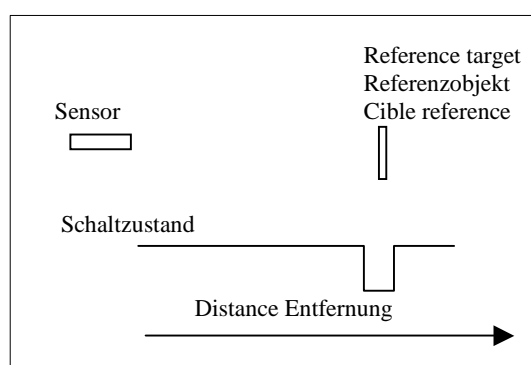 Reference target
Referenzobjekt
Cible reference
Sensor
Schaltzustand
Distance Entfernung